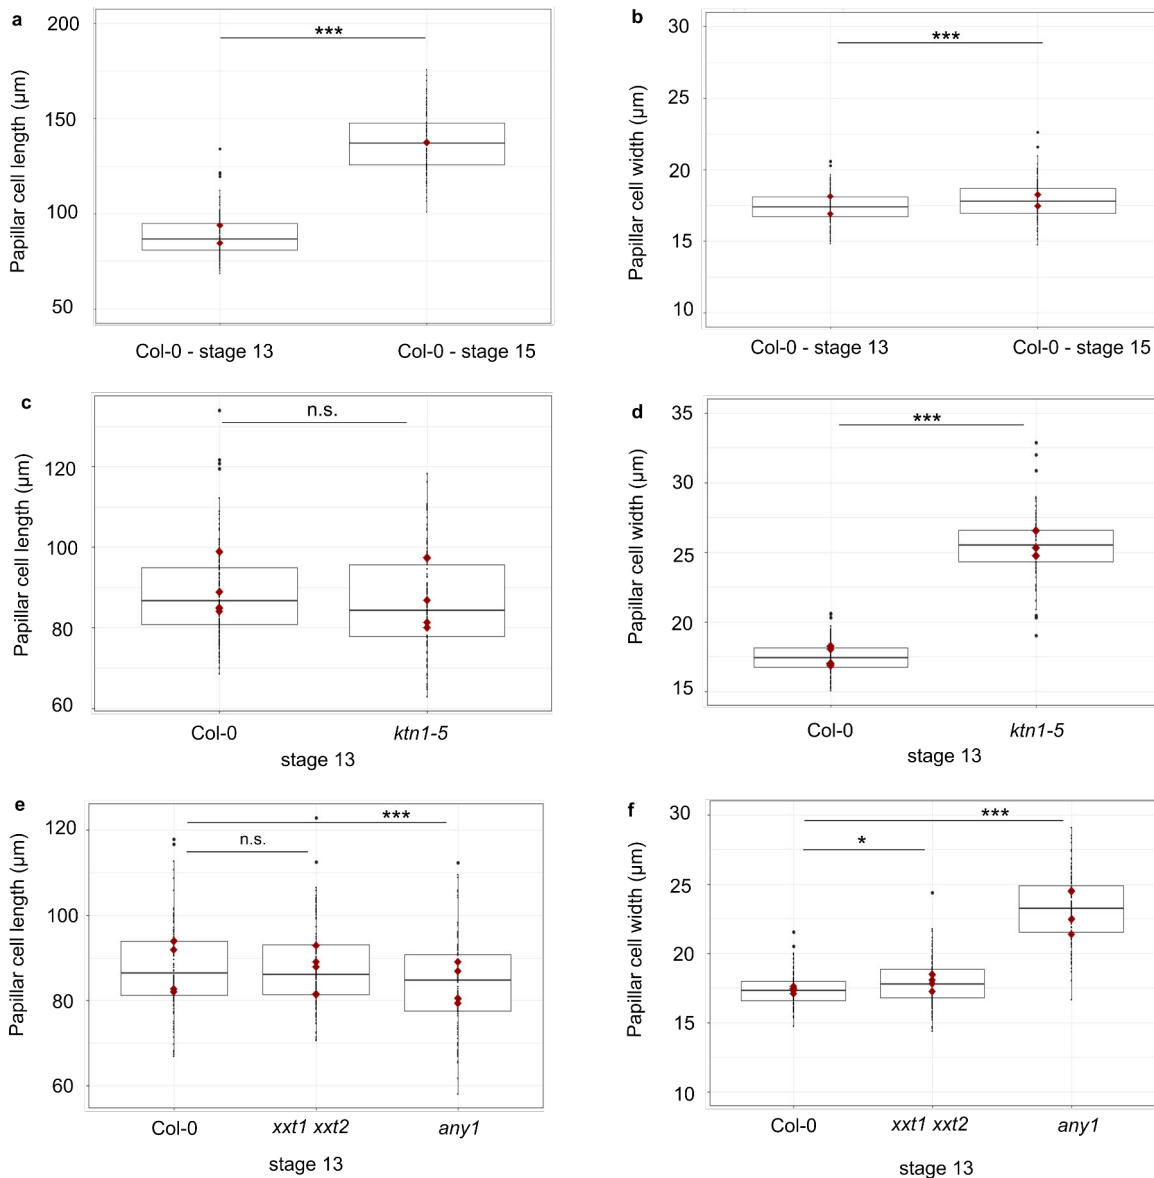 a
Papillar cell length (µm)
200
150
100
50
***
Col-0 - stage 13
Col-0 - stage 15
b
Papillar cell width (µm)
30
25
20
15
10
***
Col-0 - stage 13
Col-0 - stage 15
c
Papillar cell length (µm)
120
100
80
60
n.s.
Col-0
ktn1-5
stage 13
d
Papillar cell width (µm)
35
30
25
20
15
***
Col-0
ktn1-5
stage 13
e
Papillar cell length (µm)
120
100
80
60
***
n.s.
Col-0
xxt1 xxt2
any1
stage 13
f
Papillar cell width (µm)
30
25
20
15
10
***
*
Col-0
xxt1 xxt2
any1
stage 13